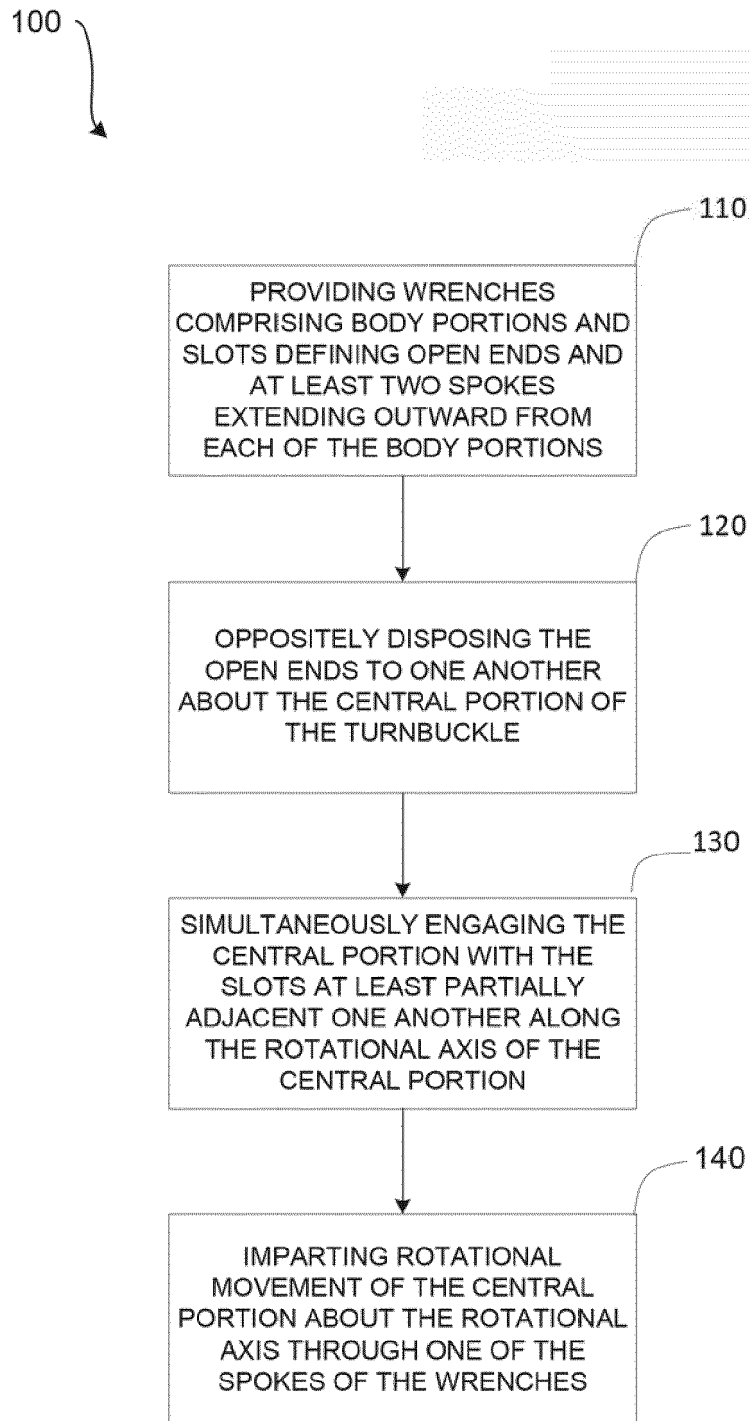 100
110
PROVIDING WRENCHES
COMPRISING BODY PORTIONS AND
SLOTS DEFINING OPEN ENDS AND
AT LEAST TWO SPOKES
EXTENDING OUTWARD FROM
EACH OF THE BODY PORTIONS
120
OPPOSITELY DISPOSING THE
OPEN ENDS TO ONE ANOTHER
ABOUT THE CENTRAL PORTION OF
THE TURNBUCKLE
130
SIMULTANEOUSLY ENGAGING THE
CENTRAL PORTION WITH THE
SLOTS AT LEAST PARTIALLY
ADJACENT ONE ANOTHER ALONG
THE ROTATIONAL AXIS OF THE
CENTRAL PORTION
140
IMPARTING ROTATIONAL
MOVEMENT OF THE CENTRAL
PORTION ABOUT THE ROTATIONAL
AXIS THROUGH ONE OF THE
SPOKES OF THE WRENCHES